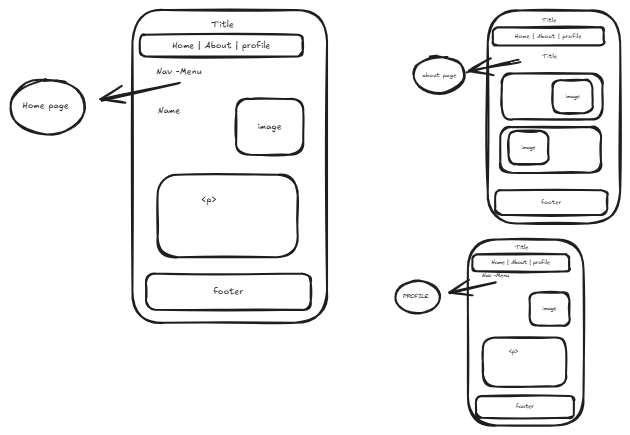 Title
Home | About | profile
Nav -Menu
Home page
Name
image
<p>
footer
Title
Home | About | profile
Title
about page
image
image
footer
Title
Home | About | profile
Nav -Menu
PROFILE
image
<p>
footer